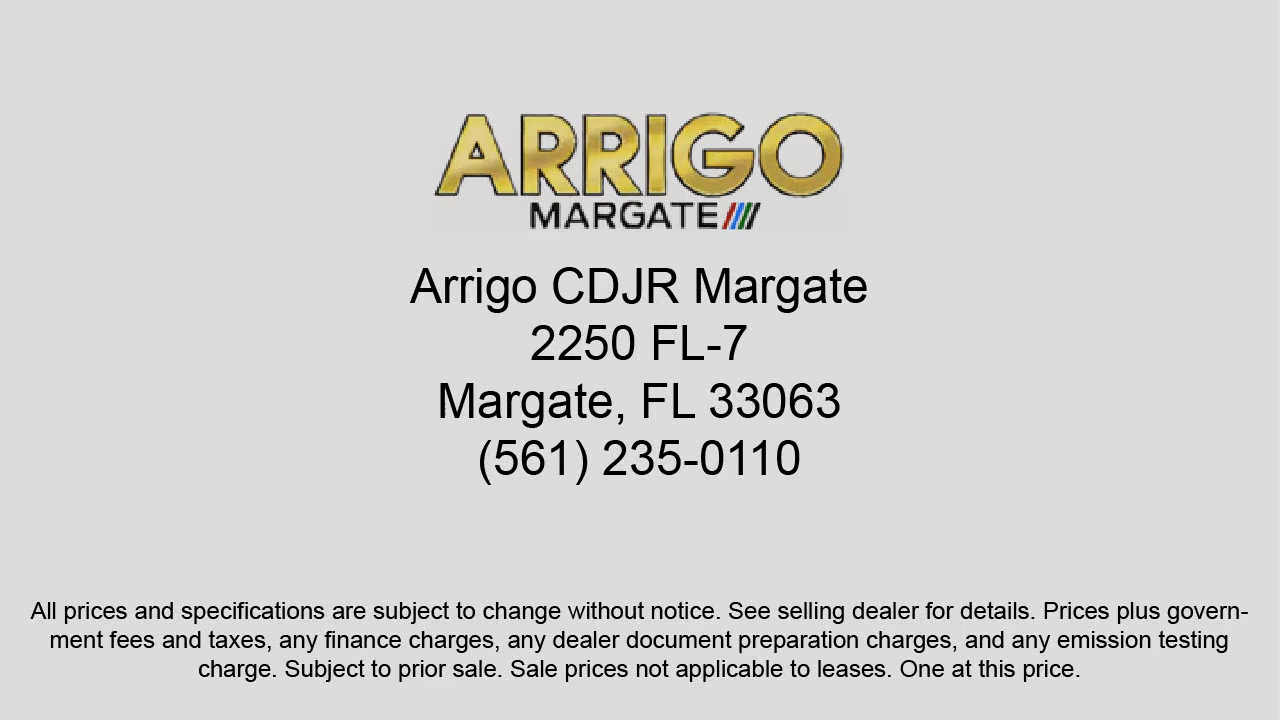 ARRIGO
MARGATE
Arrigo CDJR Margate
2250 FL-7
Margate, FL 33063
(561) 235-0110
All prices and specifications are subject to change without notice. See selling dealer for details. Prices plus govern-
ment fees and taxes, any finance charges, any dealer document preparation charges, and any emission testing
charge. Subject to prior sale. Sale prices not applicable to leases. One at this price.